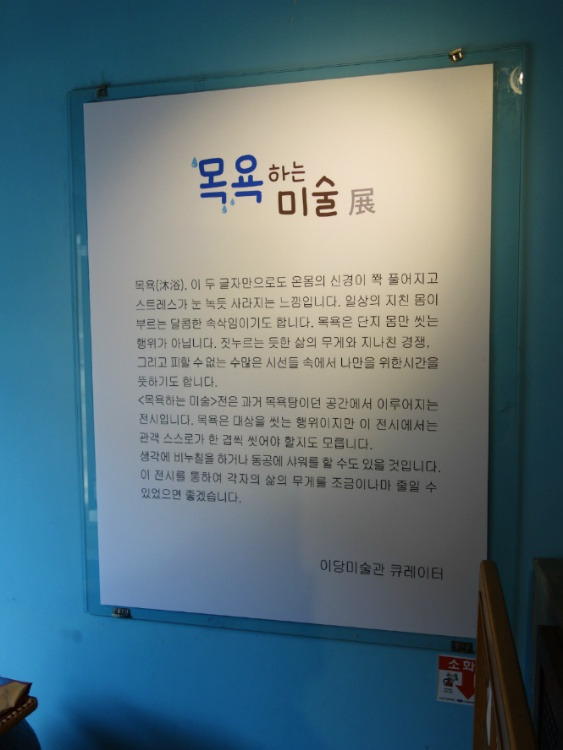 목욕하는 미술 展
목욕(沐浴), 이 두 글자만으로도 온몸의 신경이 쫙 풀어지고
스트레스가 눈 녹듯 사라지는 느낌입니다. 일상의 지친 몸이
부르는 달콤한 속삭임이기도 합니다. 목욕은 단지 몸만 씻는
행위가 아닙니다. 짓누르는 듯한 삶의 무게와 지나친 경쟁,
그리고 피할 수 없는 수많은 시선들 속에서 나만을 위한시간을
뜻하기도 합니다.
<목욕하는 미술>전은 과거 목욕탕이던 공간에서 이루어지는
전시입니다. 목욕은 대상을 씻는 행위이지만 이 전시에서는
관객 스스로가 한 겹씩 씻어야 할지도 모릅니다.
생각에 비누칠을 하거나 동공에 샤워를 할 수도 있을 것입니다.
이 전시를 통하여 각자의 삶의 무게를 조금이나마 줄일 수
있었으면 좋겠습니다.
이당미술관 큐레이터
소화